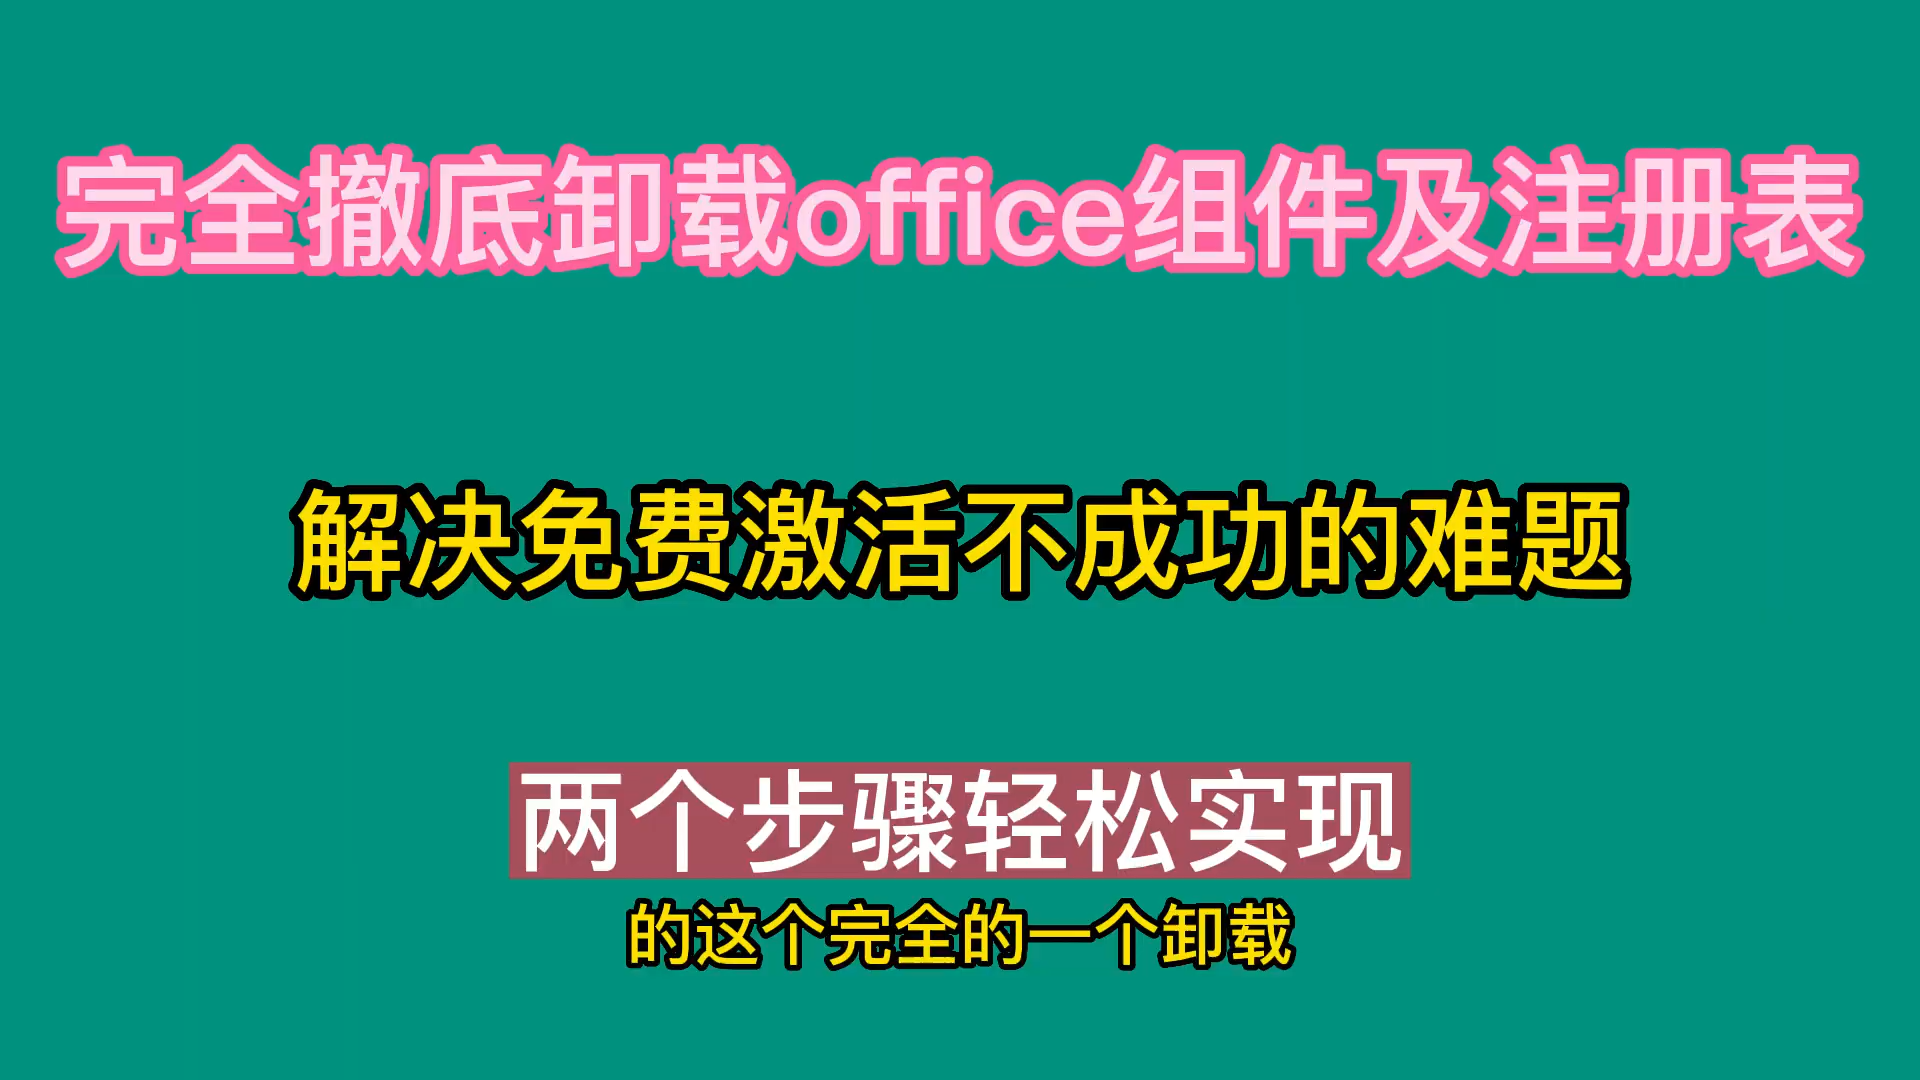 完全撤底卸载office组件及注册表
解决免费激活不成功的难题
两个步骤轻松实现
的这个完全的一个卸载